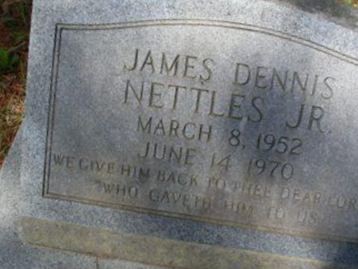 JAMES DENNIS
NETTLES JR.
MARCH 8, 1952
JUNE 14 1970
WE GIVE HIM BACK TO THEE DEAR LOR
"WHO GAVETH HIM TO US